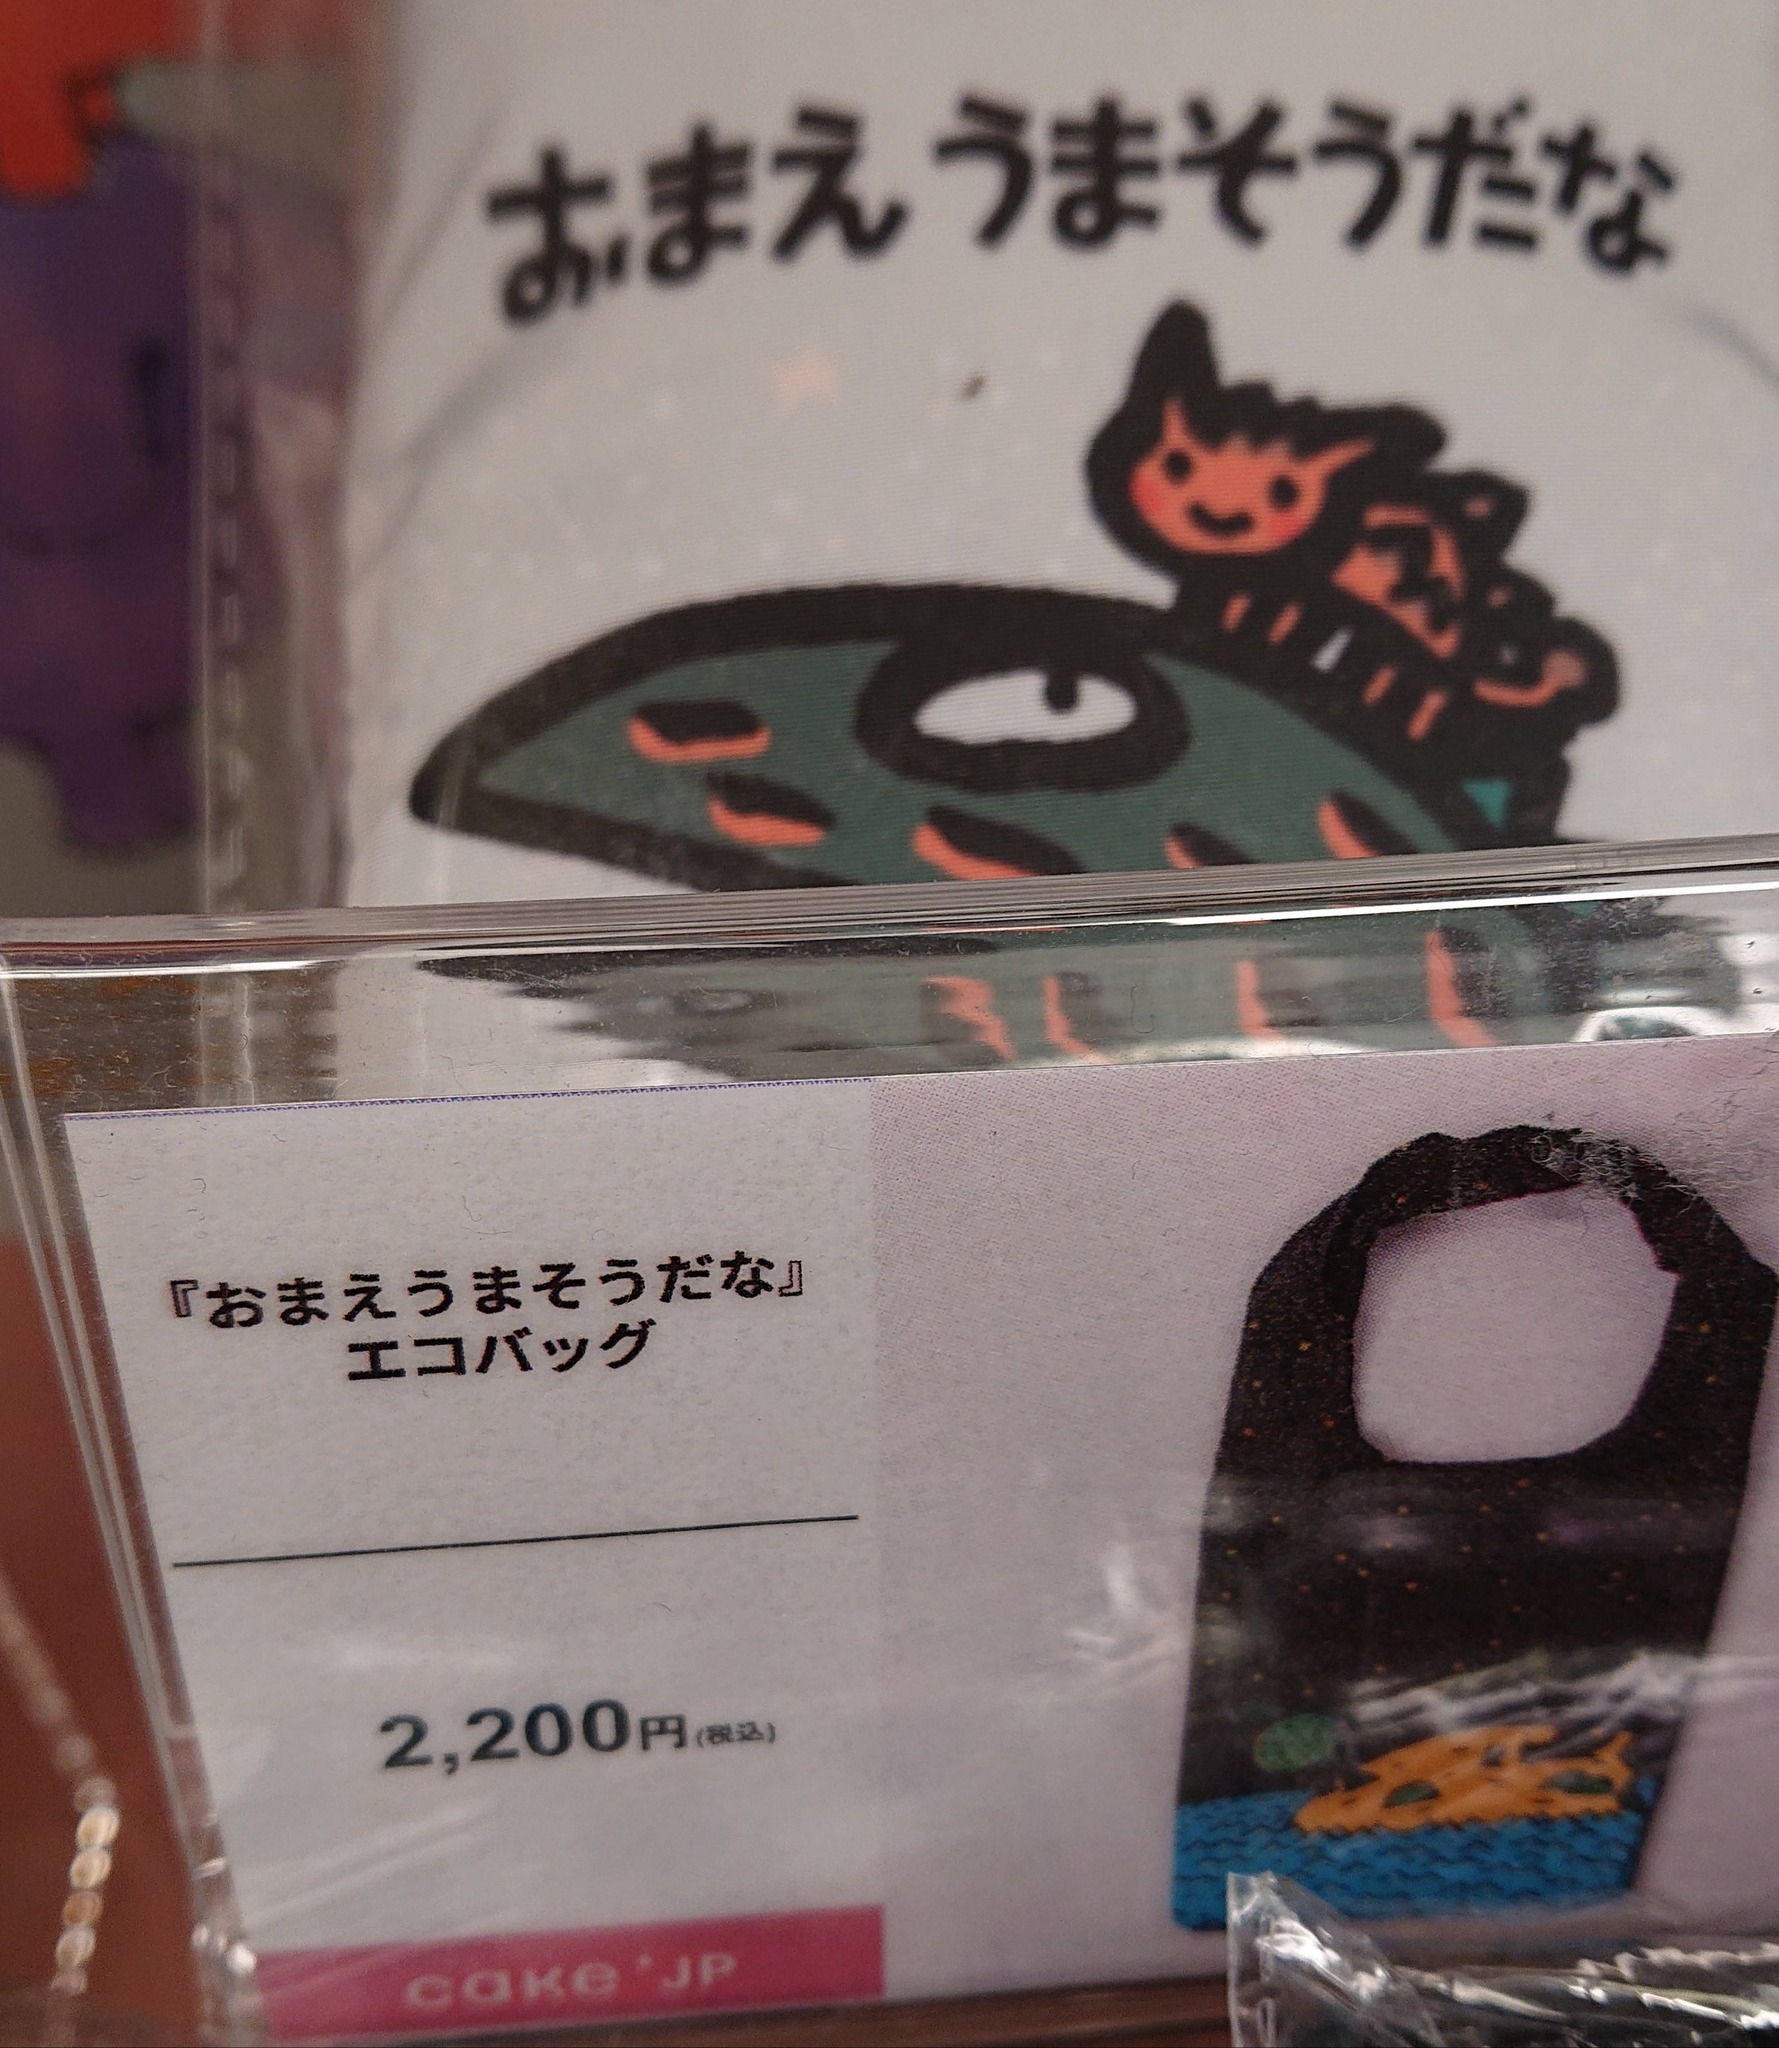 おまえ うまそうだな
『おまえうまそうだな』
エコバッグ
2,200円(税込)
cake.JP